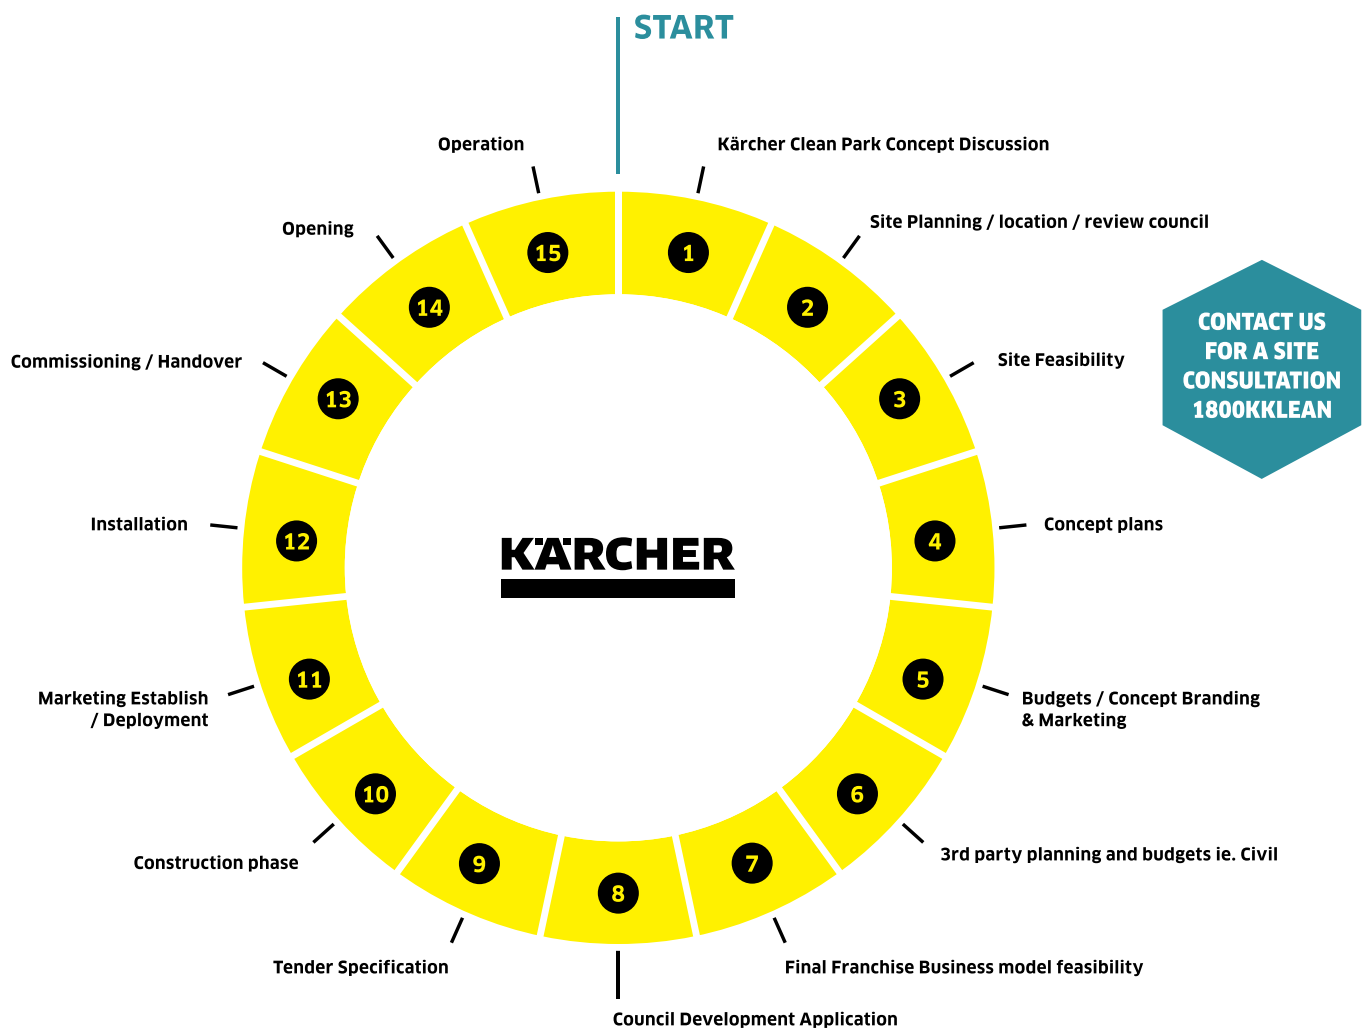 START
1
Kärcher Clean Park Concept Discussion
2
Site Planning / location / review council
3
Site Feasibility
4
Concept plans
5
Budgets / Concept Branding
& Marketing
6
3rd party planning and budgets ie. Civil
7
Final Franchise Business model feasibility
8
Council Development Application
9
Tender Specification
10
Construction phase
11
Marketing Establish
/ Deployment
12
Installation
13
Commissioning / Handover
14
Opening
15
Operation
KÄRCHER
CONTACT US
FOR A SITE
CONSULTATION
1800KKLEAN